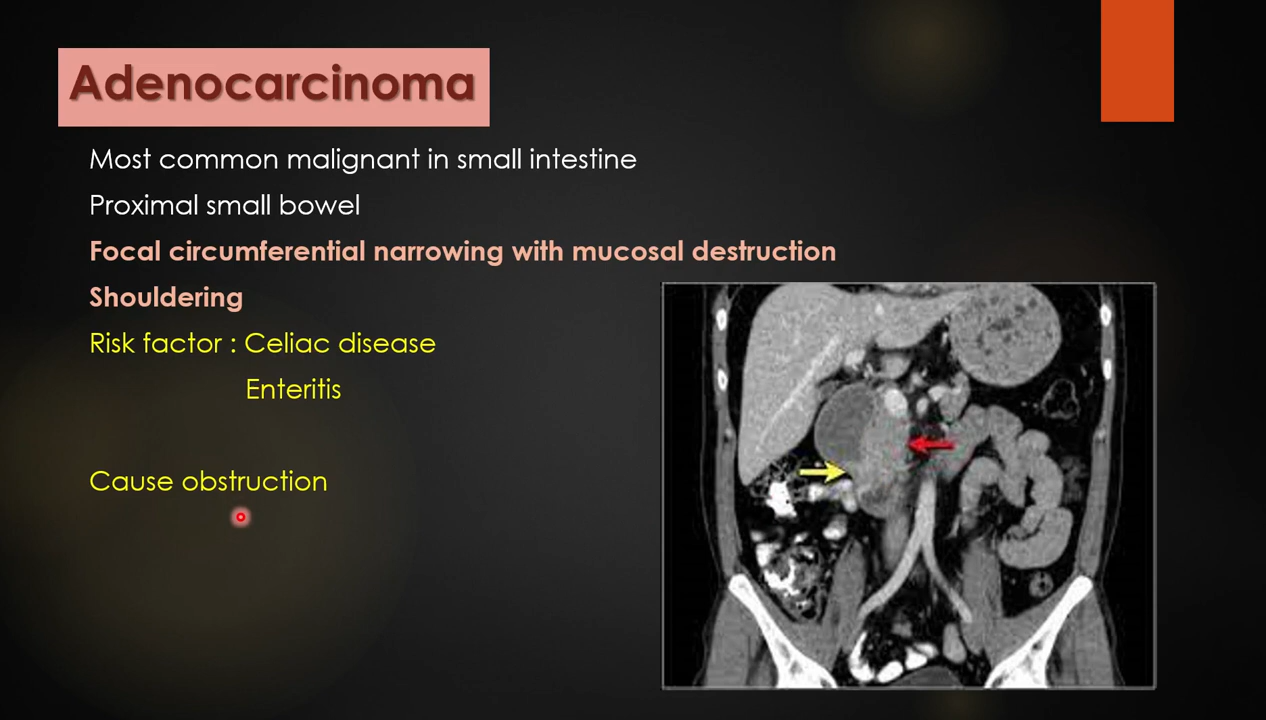 Adenocarcinoma
Most common malignant in small intestine
Proximal small bowel
Focal circumferential narrowing with mucosal destruction
Shouldering
Risk factor : Celiac disease
Enteritis
Cause obstruction